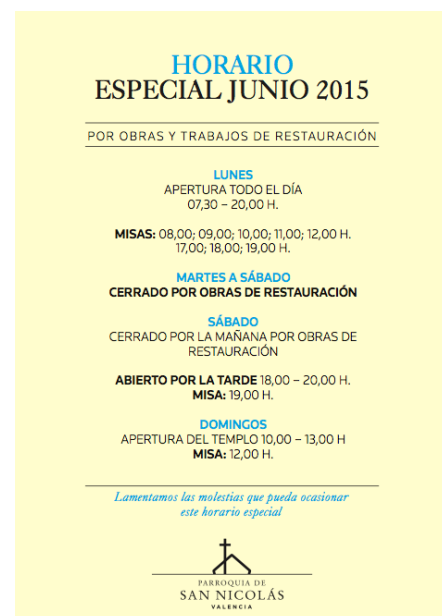 HORARIO
ESPECIAL JUNIO 2015
POR OBRAS Y TRABAJOS DE RESTAURACIÓN
LUNES
APERTURA TODO EL DÍA
07,30 – 20,00 H.
MISAS: 08,00; 09,00; 10,00; 11,00; 12,00 H.
17,00; 18,00; 19,00 H.
MARTES A SÁBADO
CERRADO POR OBRAS DE RESTAURACIÓN
SÁBADO
CERRADO POR LA MAÑANA POR OBRAS DE
RESTAURACIÓN
ABIERTO POR LA TARDE 18,00 – 20,00 H.
MISA: 19,00 H.
DOMINGOS
APERTURA DEL TEMPLO 10,00 – 13,00 H
MISA: 12,00 H.
Lamentamos las molestias que pueda ocasionar
este horario especial
PARROQUIA DE
SAN NICOLÁS
VALENCIA